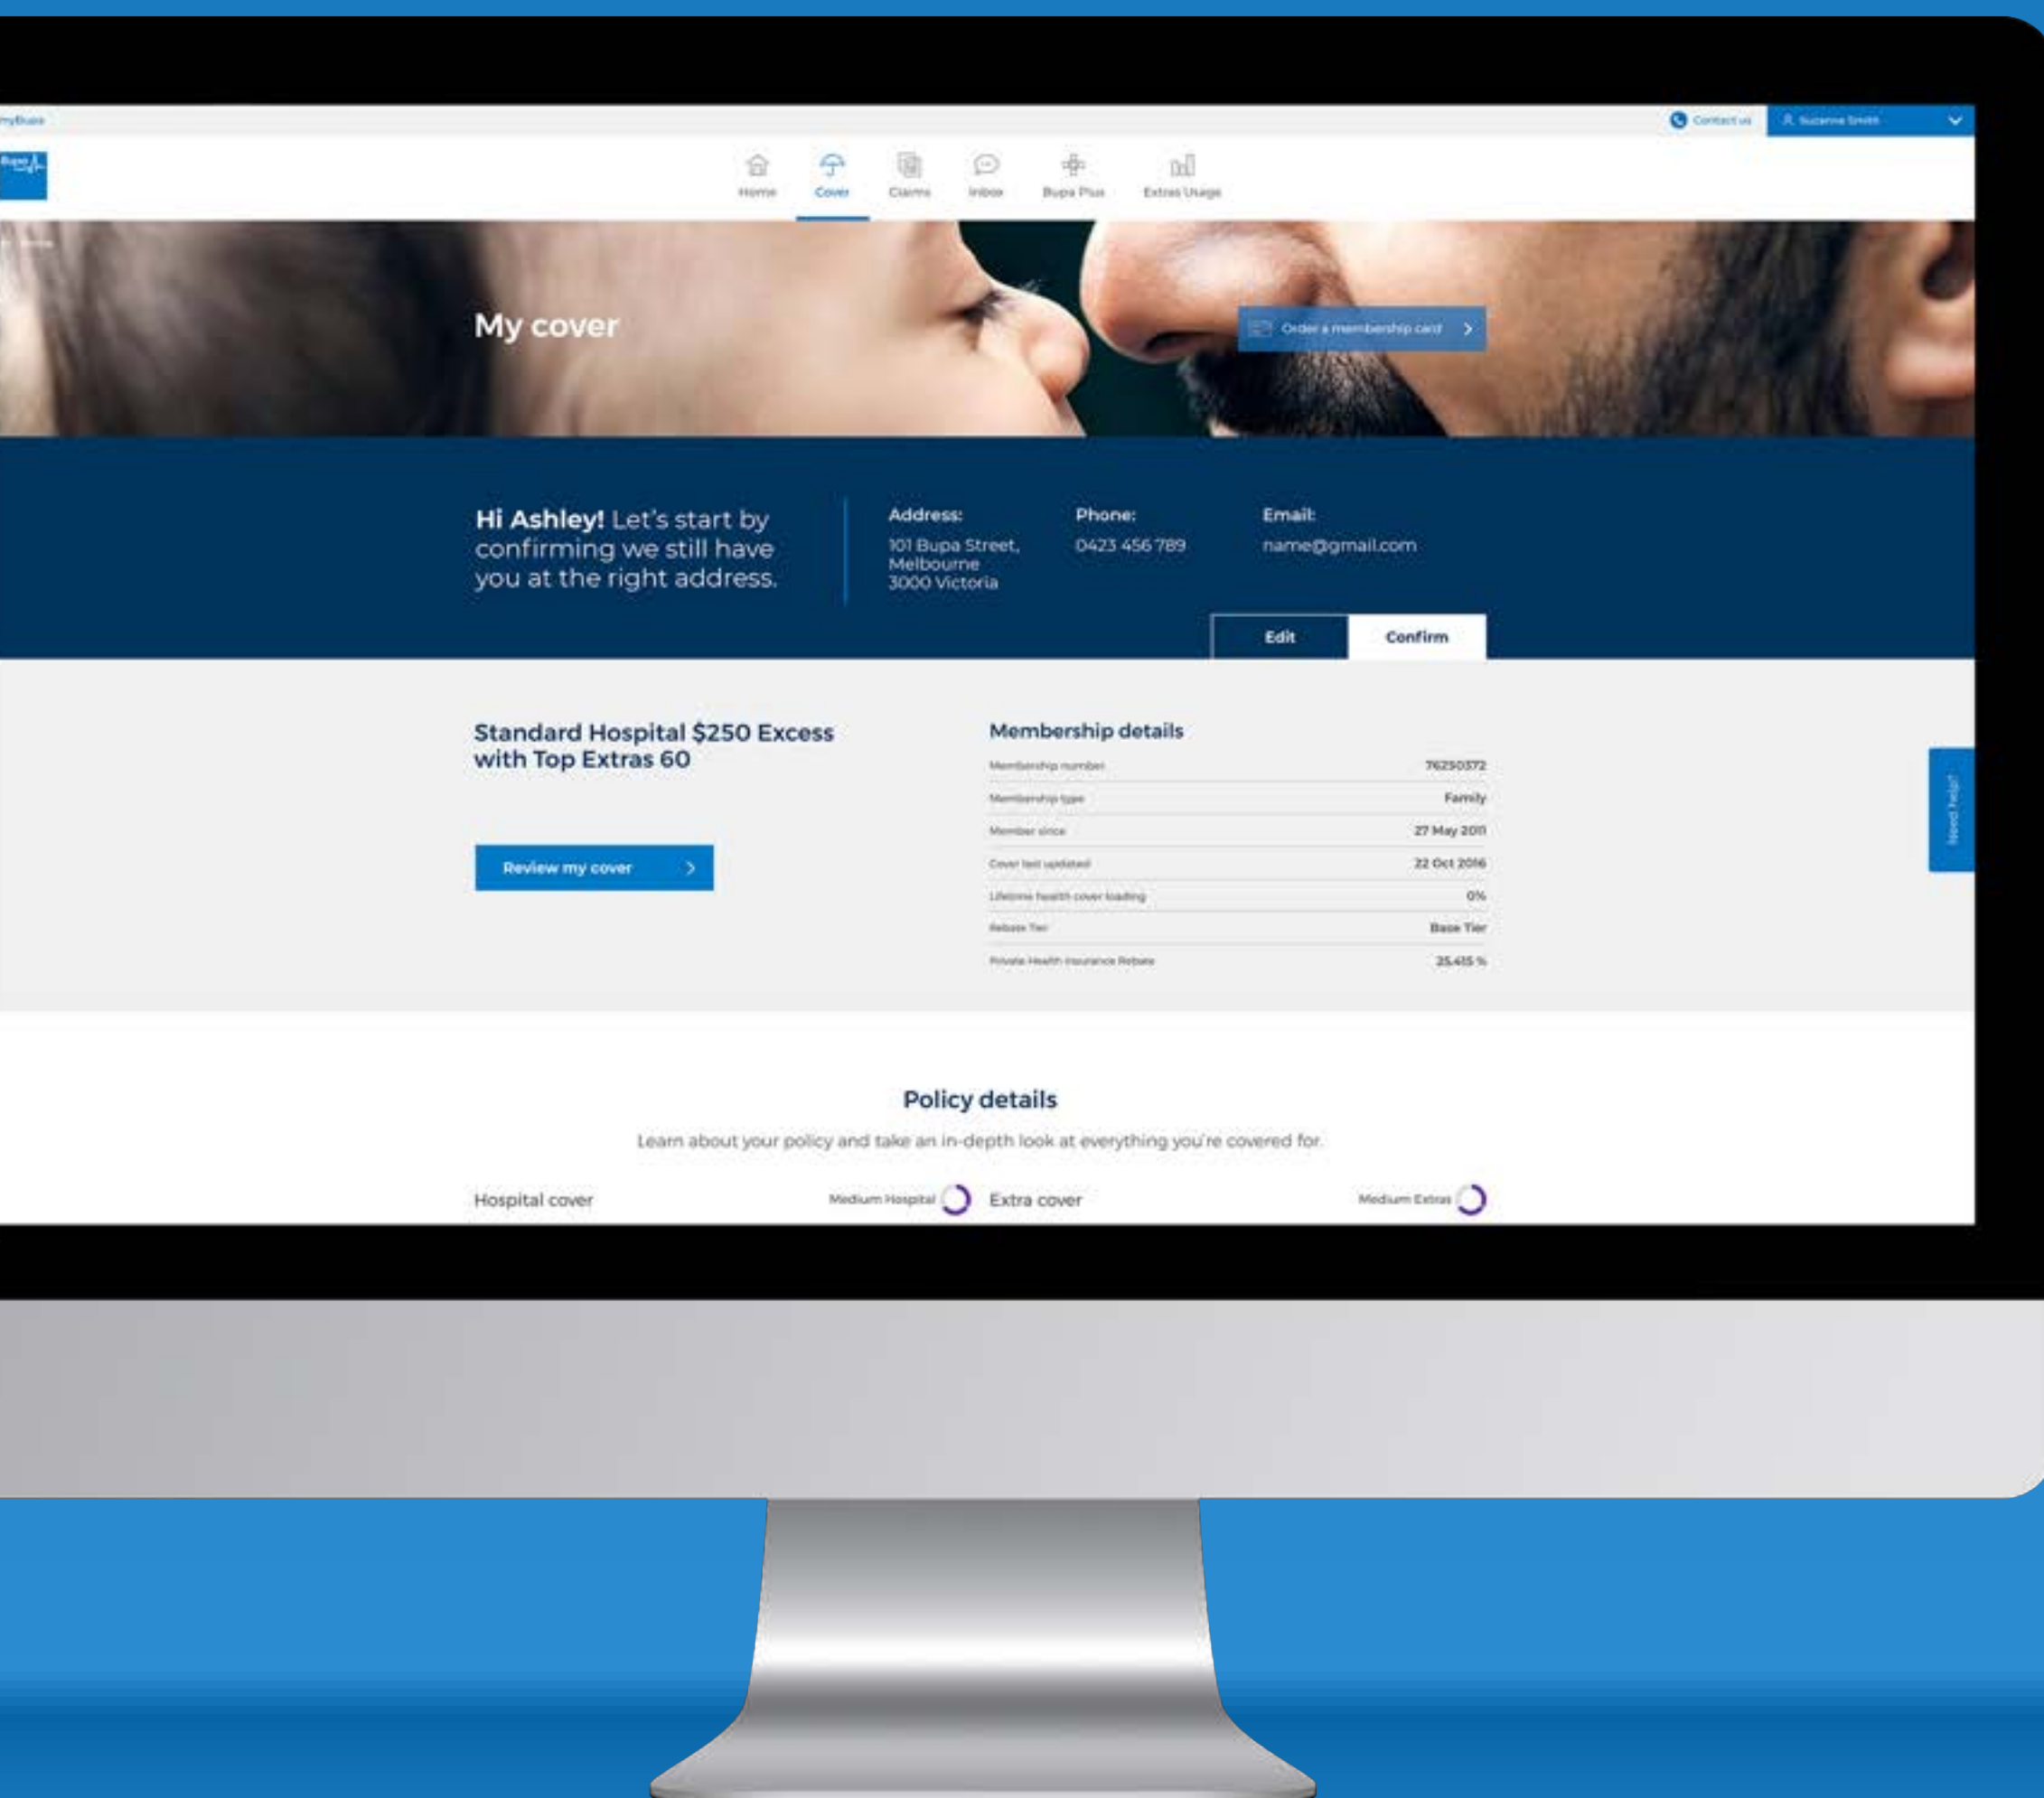 myBupa
Contact us
Suzanne Smith
Bupa
Home
Cover
Claims
Inbox
Bupa Plus
Extras Usage
My cover
Order a membership card
Hi Ashley! Let's start by
confirming we still have
you at the right address.
Address:
101 Bupa Street,
Melbourne
3000 Victoria
Phone:
0423 456 789
Email:
name@gmail.com
Edit
Confirm
Standard Hospital $250 Excess
with Top Extras 60
Review my cover
Membership details
Membership number 76250372
Membership type Family
Member since 27 May 2011
Cover last updated 22 Oct 2016
Lifetime health cover loading 0%
Rebate Tier Base Tier
Private Health Insurance Rebate 25.415 %
Need help?
Policy details
Learn about your policy and take an in-depth look at everything you're covered for.
Hospital cover Medium Hospital
Extra cover Medium Extras